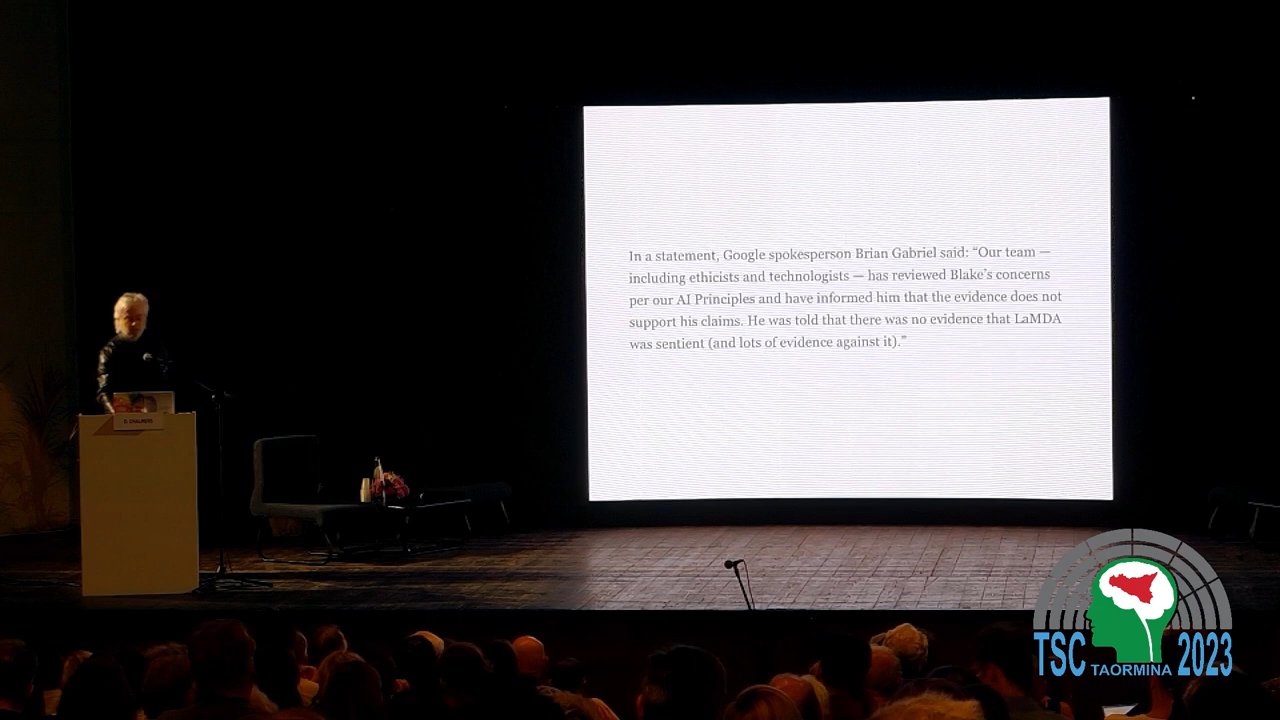 In a statement, Google spokesperson Brian Gabriel said: “Our team —
including ethicists and technologists — has reviewed Blake’s concerns
per our AI Principles and have informed him that the evidence does not
support his claims. He was told that there was no evidence that LaMDA
was sentient (and lots of evidence against it).”
D. CHALMERS
TSC TAORMINA 2023